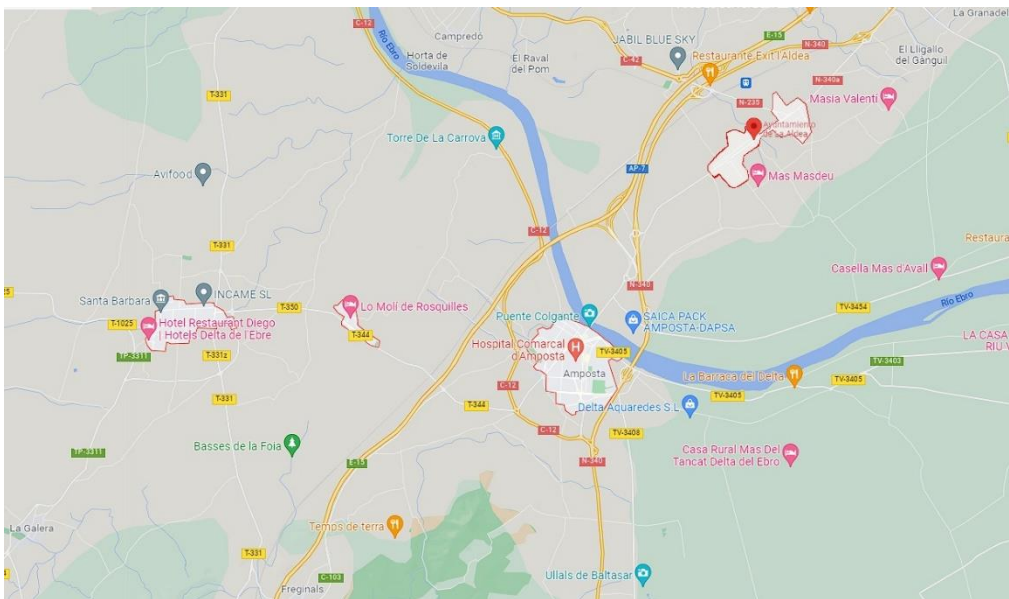 La Granadel
C-12
Campredó
E-15
Río Ebro
Horta de
Soldevila
El Raval
del Pom
JABIL BLUE SKY
N-340
El Lligallo
del Gànguil
Restaurante Exit l'Aldea
C-42
N-340a
T-331
N-235
Masia Valenti
Ayuntamiento
de La Aldea
Torre De La Carrova
Avifood
AP-7
Mas Masdeu
C-12
Restaura
T-331
Casella Mas d'Avall
N-340
Santa Barbara
INCAME SL
Lo Molí de Rosquilles
Río Ebro
T-350
TV-3454
Puente Colgante
SAICA PACK
AMPOSTA-DAPSA
T-1025
Hotel Restaurant Diego
| Hotels Delta de l'Ebre
T-344
LA CASA
RIU
Hospital Comarcal
d'Amposta
TV-3405
TP-3311
T-331z
TV-3403
Amposta
La Barraca del Delta
TV-3405
C-12
TV-3405
T-331
T-344
Delta Aquaredes S.L
C-12
TV-3408
Basses de la Foia
TP-3311
E-15
N-340
Casa Rural Mas Del
Tancat Delta del Ebro
La Galera
Temps de terra
T-331
C-103
Ullals de Baltasar
Freginals